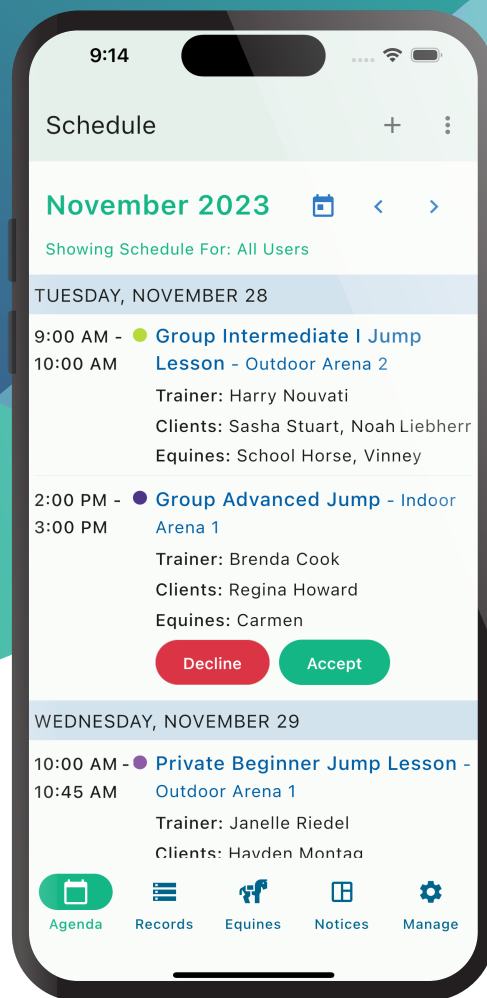 9:14
Schedule
November 2023
Showing Schedule For: All Users
TUESDAY, NOVEMBER 28
9:00 AM -
10:00 AM
Group Intermediate I Jump
Lesson - Outdoor Arena 2
Trainer: Harry Nouvati
Clients: Sasha Stuart, Noah Liebherr
Equines: School Horse, Vinney
2:00 PM -
3:00 PM
Group Advanced Jump - Indoor
Arena 1
Trainer: Brenda Cook
Clients: Regina Howard
Equines: Carmen
Decline
Accept
WEDNESDAY, NOVEMBER 29
10:00 AM -
10:45 AM
Private Beginner Jump Lesson -
Outdoor Arena 1
Trainer: Janelle Riedel
Clients: Hayden Montag
Agenda
Records
Equines
Notices
Manage